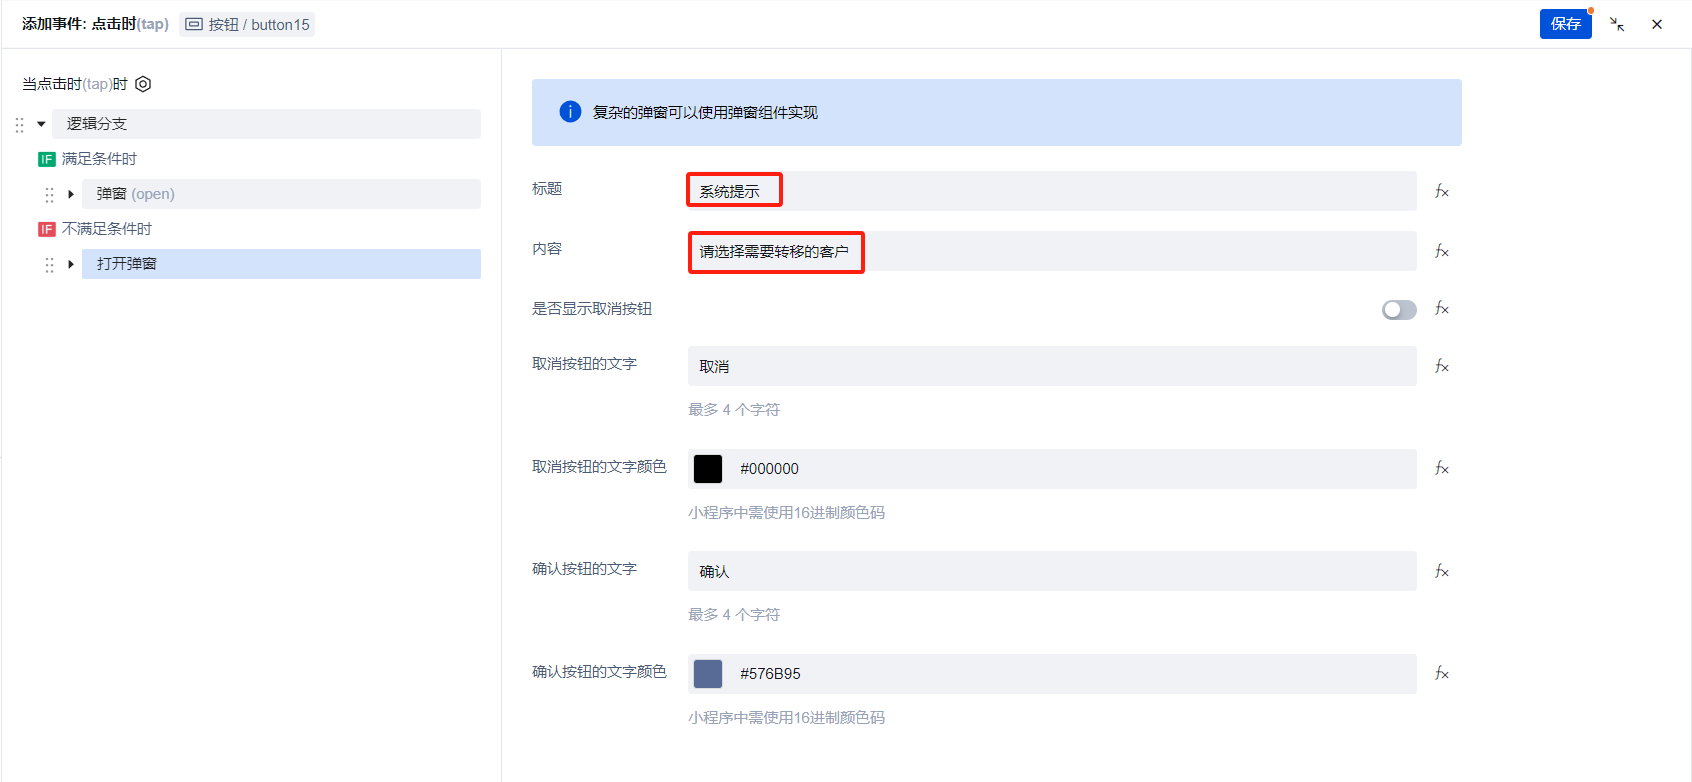 添加事件: 点击时(tap) 按钮 / button15 保存
当点击时(tap)时
逻辑分支
IF 满足条件时
弹窗 (open)
IF 不满足条件时
打开弹窗
复杂的弹窗可以使用弹窗组件实现
标题 系统提示 fx
内容 请选择需要转移的客户 fx
是否显示取消按钮 fx
取消按钮的文字 取消 fx
最多 4 个字符
取消按钮的文字颜色 #000000 fx
小程序中需使用16进制颜色码
确认按钮的文字 确认 fx
最多 4 个字符
确认按钮的文字颜色 #576B95 fx
小程序中需使用16进制颜色码